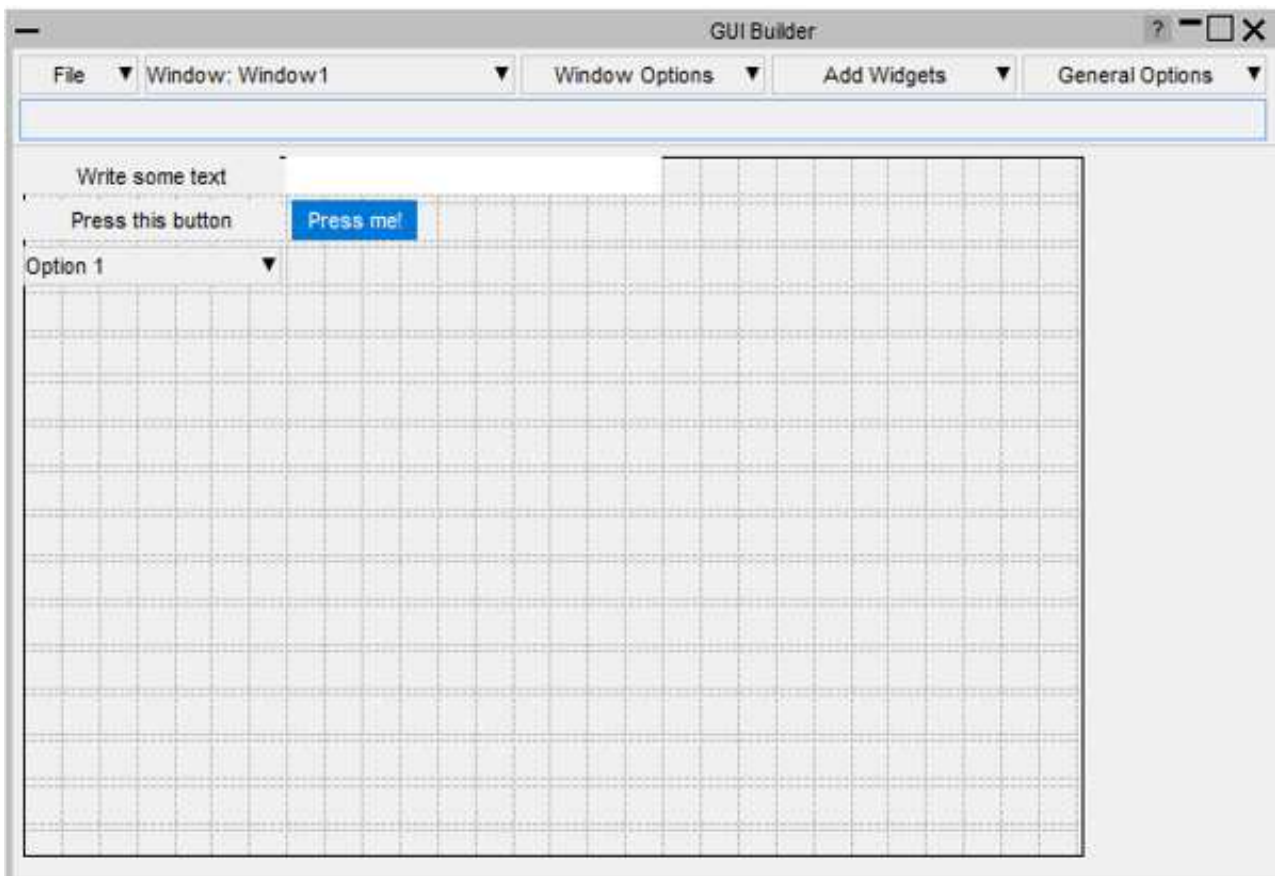 GUI Builder ?
File Window: Window1 Window Options Add Widgets General Options
Write some text
Press this button Press me!
Option 1